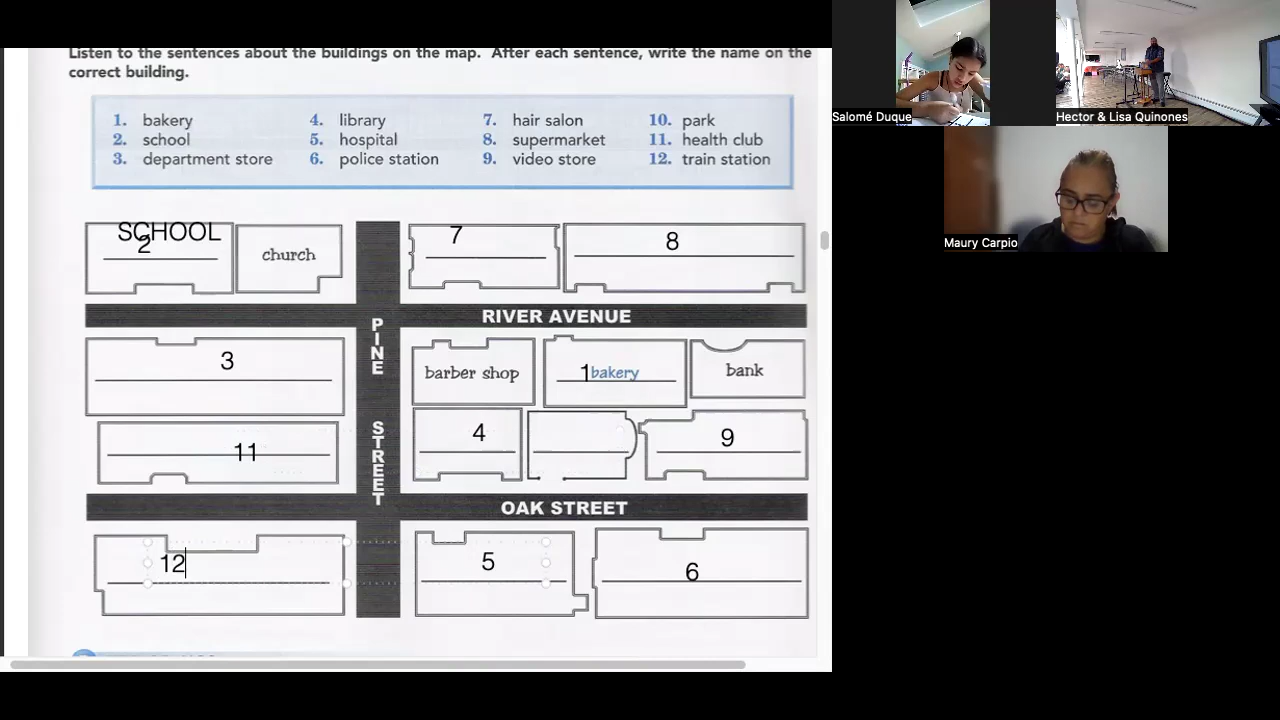 Listen to the sentences about the buildings on the map. After each sentence, write the name on the
correct building.
1. bakery 4. library 7. hair salon 10. park
2. school 5. hospital 8. supermarket 11. health club
3. department store 6. police station 9. video store 12. train station
SCHOOL
2
church
7
8
RIVER AVENUE
PINE STREET
3
barber shop
1 bakery
bank
11
4
9
OAK STREET
12
5
6
Salomé Duque
Hector & Lisa Quinones
Maury Carpio